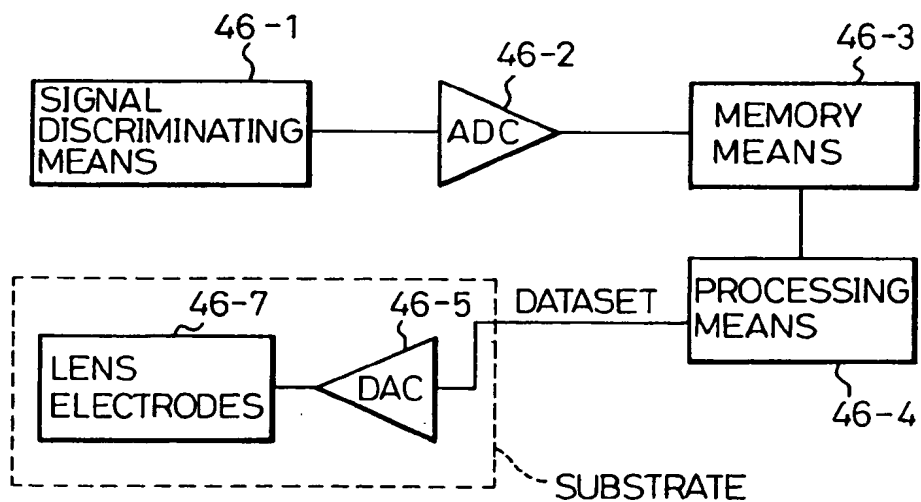 46-1
46-2
46-3
SIGNAL
DISCRIMINATING
MEANS
ADC
MEMORY
MEANS
46-7
46-5
DATASET
PROCESSING
MEANS
LENS
ELECTRODES
DAC
46-4
SUBSTRATE